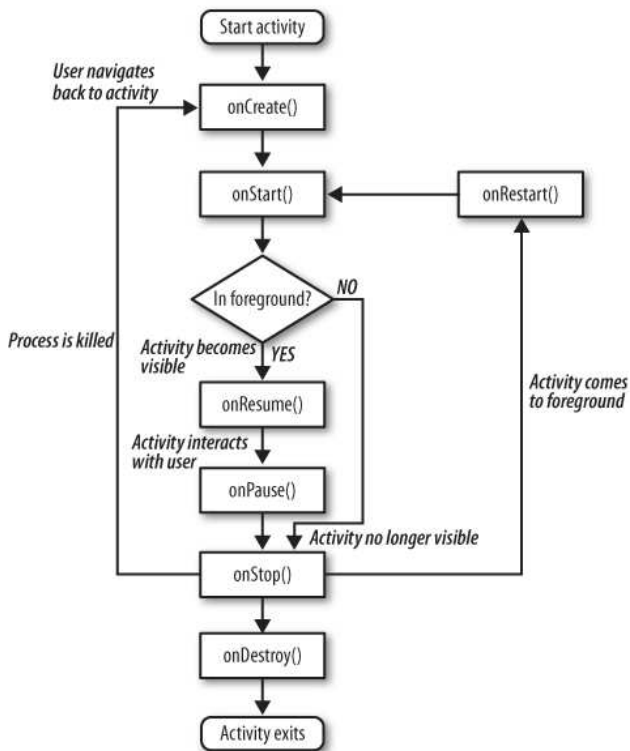 Start activity
User navigates
back to activity
onCreate()
onStart()
onRestart()
In foreground?
NO
Process is killed
Activity becomes
visible
YES
Activity comes
to foreground
onResume()
Activity interacts
with user
onPause()
Activity no longer visible
onStop()
onDestroy()
Activity exits